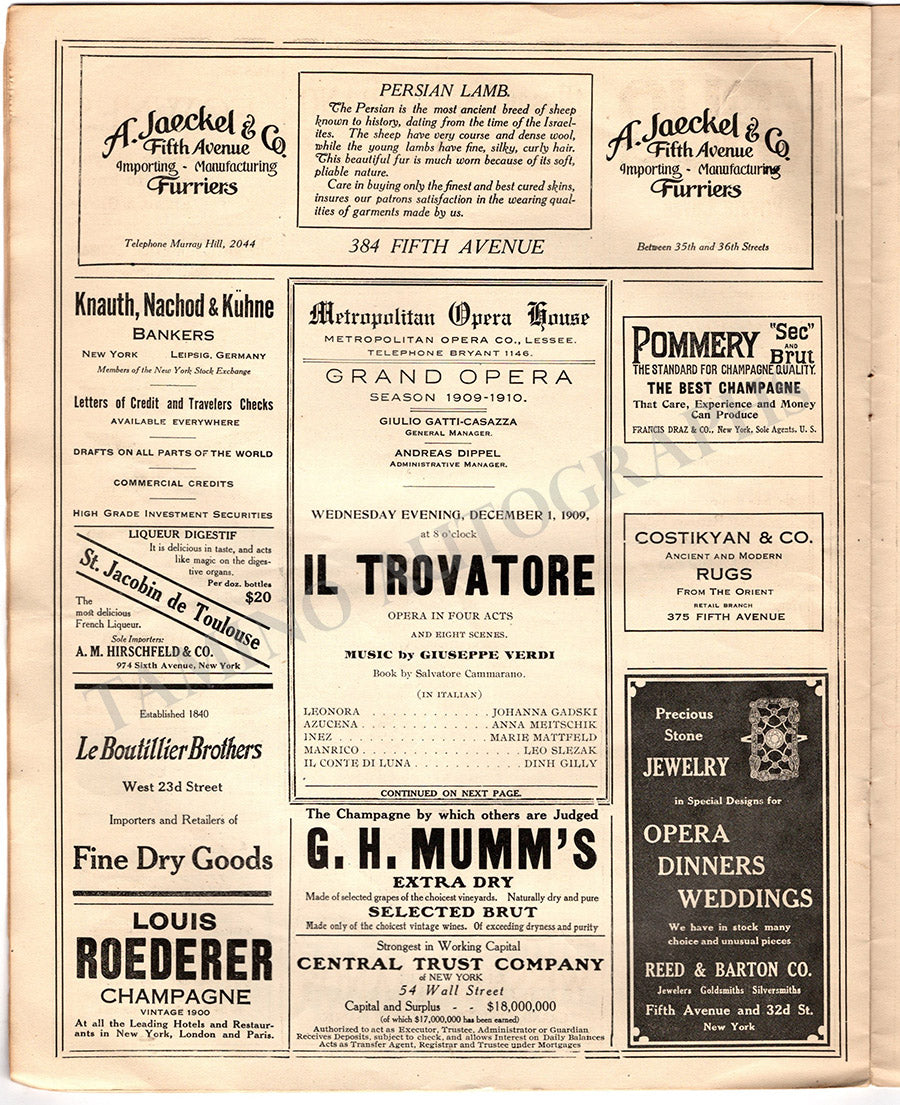 A. Jaeckel & Co.
Fifth Avenue
Importing - Manufacturing
Furriers
Telephone Murray Hill, 2044
PERSIAN LAMB.
The Persian is the most ancient breed of sheep
known to history, dating from the time of the Israel-
ites. The sheep have very course and dense wool,
while the young lambs have fine, silky, curly hair.
This beautiful fur is much worn because of its soft,
pliable nature.
Care in buying only the finest and best cured skins,
insures our patrons satisfaction in the wearing qual-
ities of garments made by us.
384 FIFTH AVENUE
A. Jaeckel & Co.
Fifth Avenue
Importing - Manufacturing
Furriers
Between 35th and 36th Streets
Knauth, Nachod & Kühne
BANKERS
NEW YORK LEIPSIG, GERMANY
Members of the New York Stock Exchange
Letters of Credit and Travelers Checks
AVAILABLE EVERYWHERE
DRAFTS ON ALL PARTS OF THE WORLD
COMMERCIAL CREDITS
HIGH GRADE INVESTMENT SECURITIES
LIQUEUR DIGESTIF
It is delicious in taste, and acts
like magic on the diges-
tive organs.
Per doz. bottles
$20
St. Jacobin de Toulouse
The
most delicious
French Liqueur.
Sole Importers:
A. M. HIRSCHFELD & CO.
974 Sixth Avenue, New York
Established 1840
Le Boutillier Brothers
West 23d Street
Importers and Retailers of
Fine Dry Goods
LOUIS
ROEDERER
CHAMPAGNE
VINTAGE 1900
At all the Leading Hotels and Restaur-
ants in New York, London and Paris.
Metropolitan Opera House
METROPOLITAN OPERA CO., LESSEE.
TELEPHONE BRYANT 1146.
GRAND OPERA
SEASON 1909-1910.
GIULIO GATTI-CASAZZA
GENERAL MANAGER.
ANDREAS DIPPEL
ADMINISTRATIVE MANAGER.
WEDNESDAY EVENING, DECEMBER 1, 1909,
at 8 o'clock
IL TROVATORE
OPERA IN FOUR ACTS
AND EIGHT SCENES.
MUSIC by GIUSEPPE VERDI
Book by Salvatore Cammarano.
(IN ITALIAN)
LEONORA . . . . . . . . . . . . JOHANNA GADSKI
AZUCENA . . . . . . . . . . . . ANNA MEITSCHIK
INEZ . . . . . . . . . . . . MARIE MATTFELD
MANRICO . . . . . . . . . . . . LEO SLEZAK
IL CONTE DI LUNA . . . . . . . . . . DINH GILLY
CONTINUED ON NEXT PAGE.
The Champagne by which others are Judged
G. H. MUMM'S
EXTRA DRY
Made of selected grapes of the choicest vineyards. Naturally dry and pure
SELECTED BRUT
Made only of the choicest vintage wines. Of exceeding dryness and purity
Strongest in Working Capital
CENTRAL TRUST COMPANY
of NEW YORK
54 Wall Street
Capital and Surplus - - $18,000,000
(of which $17,000,000 has been earned)
Authorized to act as Executor, Trustee, Administrator or Guardian
Receives Deposits, subject to check, and allows Interest on Daily Balances
Acts as Transfer Agent, Registrar and Trustee under Mortgages
POMMERY "Sec"
AND
Brut
THE STANDARD FOR CHAMPAGNE QUALITY.
THE BEST CHAMPAGNE
That Care, Experience and Money
Can Produce
FRANCIS DRAZ & CO., New York, Sole Agents, U. S.
COSTIKYAN & CO.
ANCIENT AND MODERN
RUGS
FROM THE ORIENT
RETAIL BRANCH
375 FIFTH AVENUE
Precious
Stone
JEWELRY
in Special Designs for
OPERA
DINNERS
WEDDINGS
We have in stock many
choice and unusual pieces
REED & BARTON CO.
Jewelers Goldsmiths Silversmiths
Fifth Avenue and 32d St.
New York
TAMINO AUTOGRAPHS